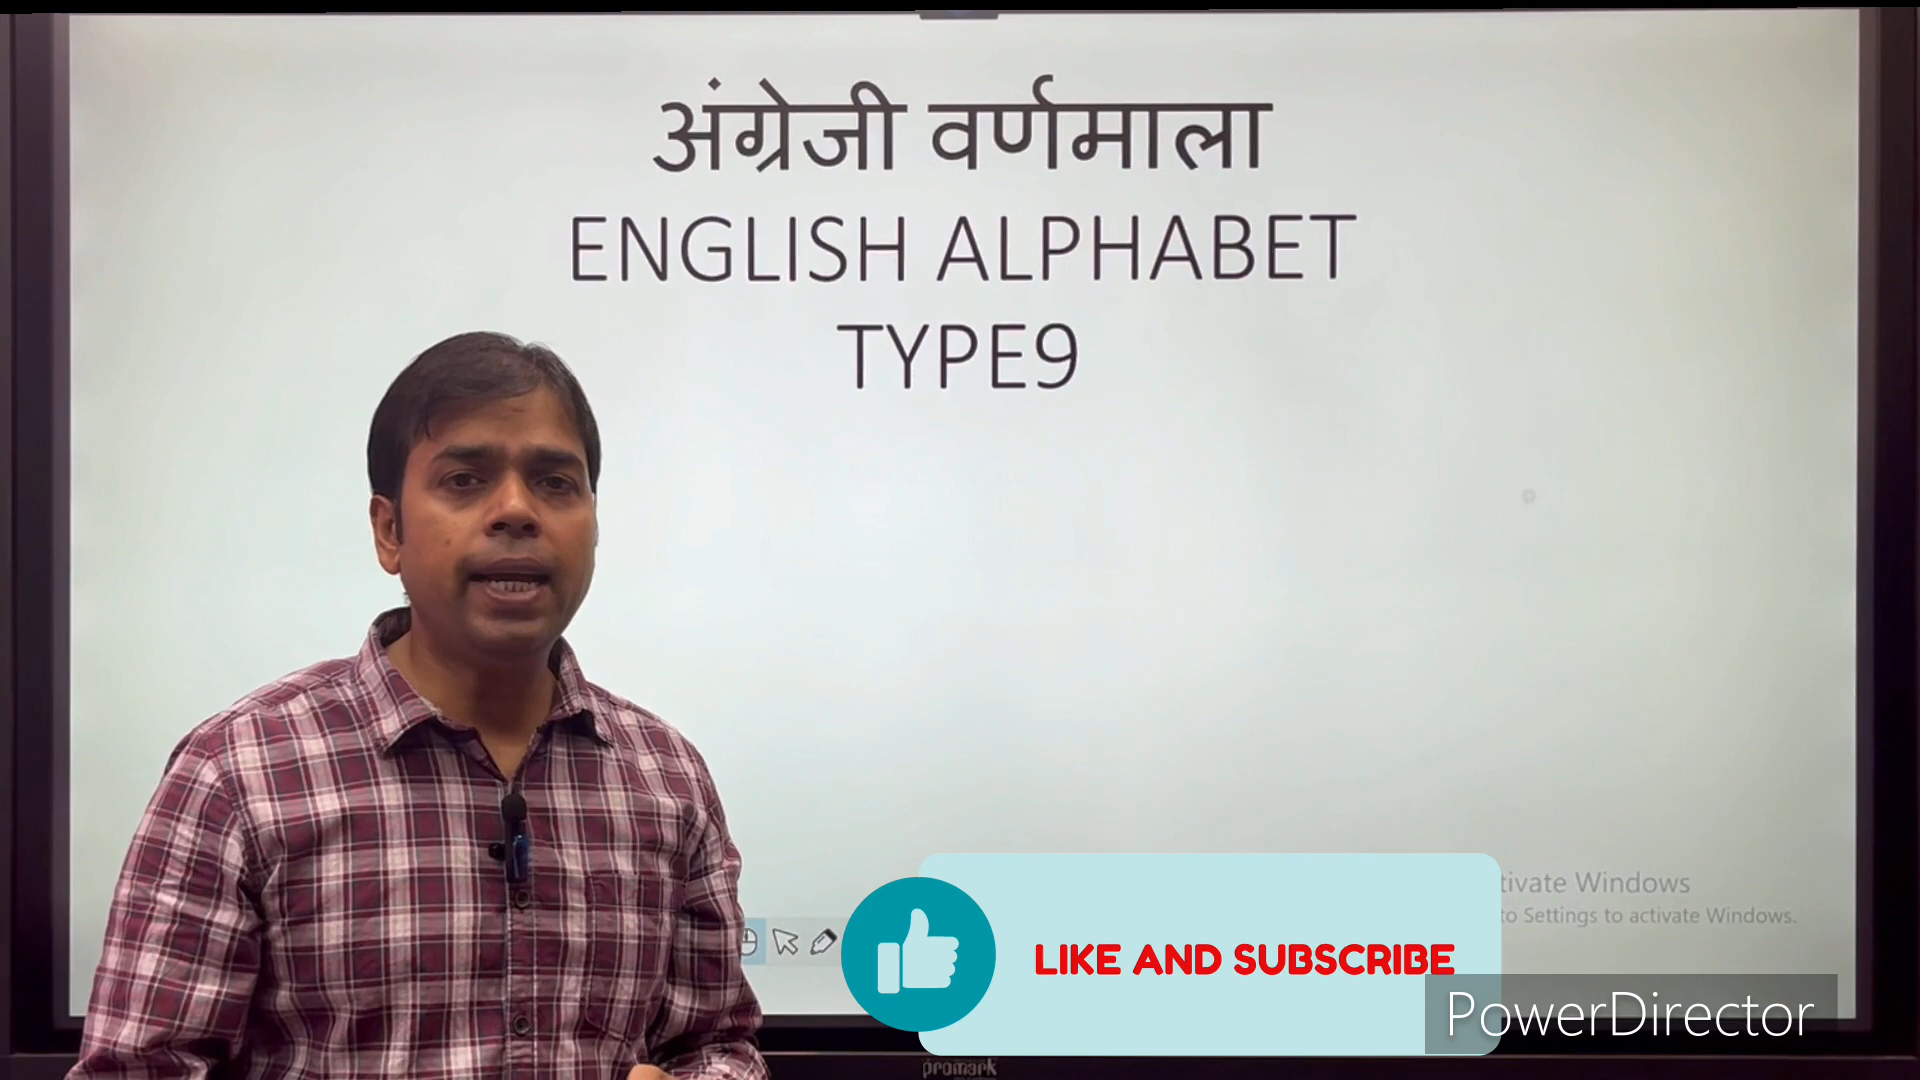 अंग्रेजी वर्णमाला
ENGLISH ALPHABET
TYPE9
tivate Windows
to Settings to activate Windows.
LIKE AND SUBSCRIBE
PowerDirector
promark